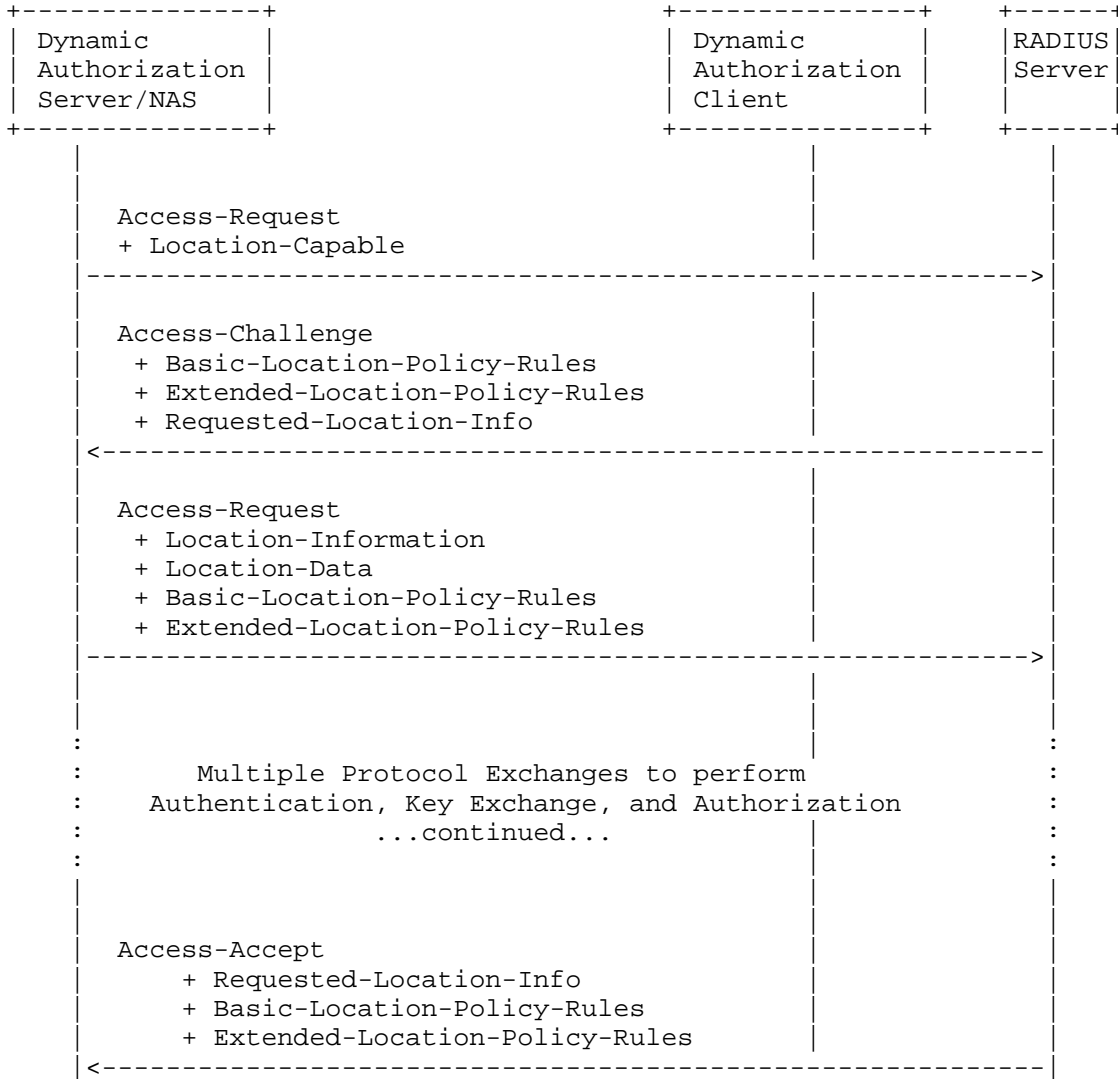 Dynamic Dynamic RADIUS
Authorization Authorization Server
Server/NAS Client
Access-Request
+ Location-Capable
Access-Challenge
+ Basic-Location-Policy-Rules
+ Extended-Location-Policy-Rules
+ Requested-Location-Info
Access-Request
+ Location-Information
+ Location-Data
+ Basic-Location-Policy-Rules
+ Extended-Location-Policy-Rules
Multiple Protocol Exchanges to perform
Authentication, Key Exchange, and Authorization
...continued...
Access-Accept
+ Requested-Location-Info
+ Basic-Location-Policy-Rules
+ Extended-Location-Policy-Rules